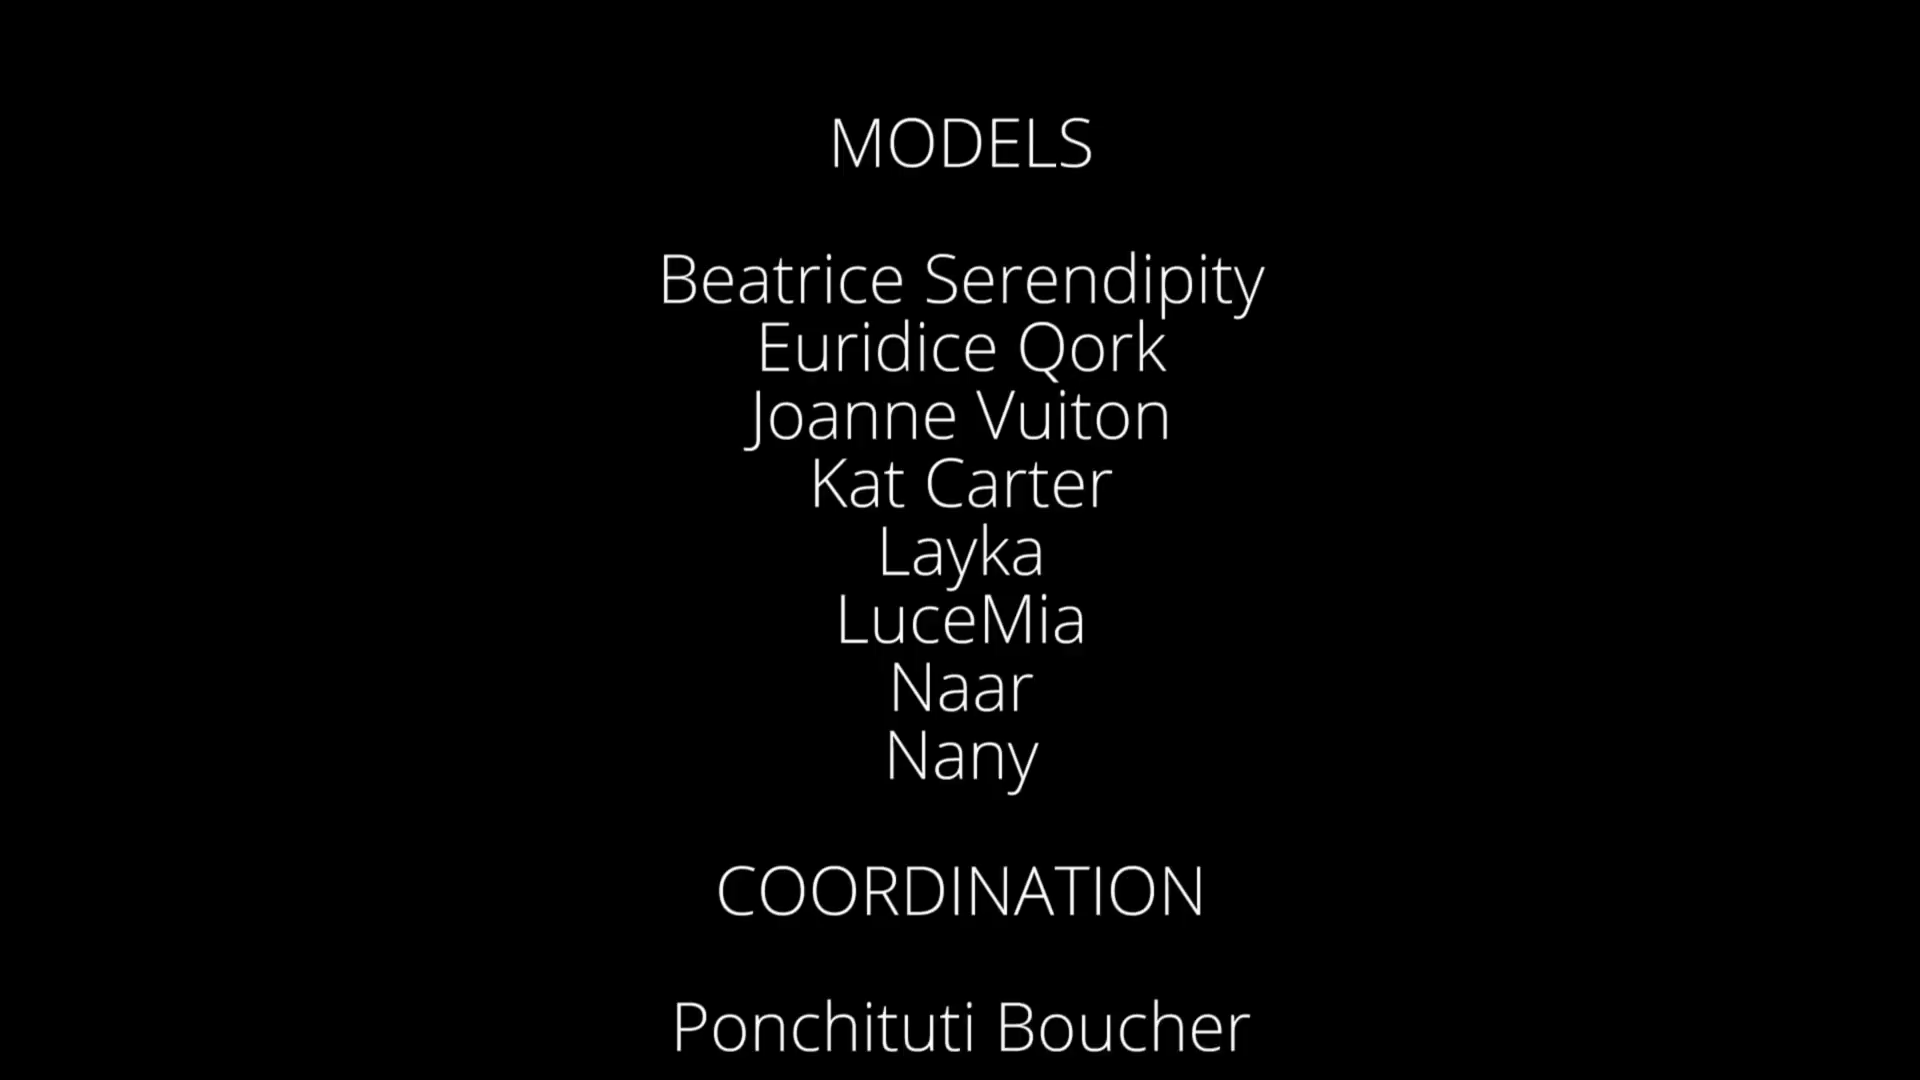 MODELS
Beatrice Serendipity
Euridice Qork
Joanne Vuiton
Kat Carter
Layka
LuceMia
Naar
Nany
COORDINATION
Ponchituti Boucher